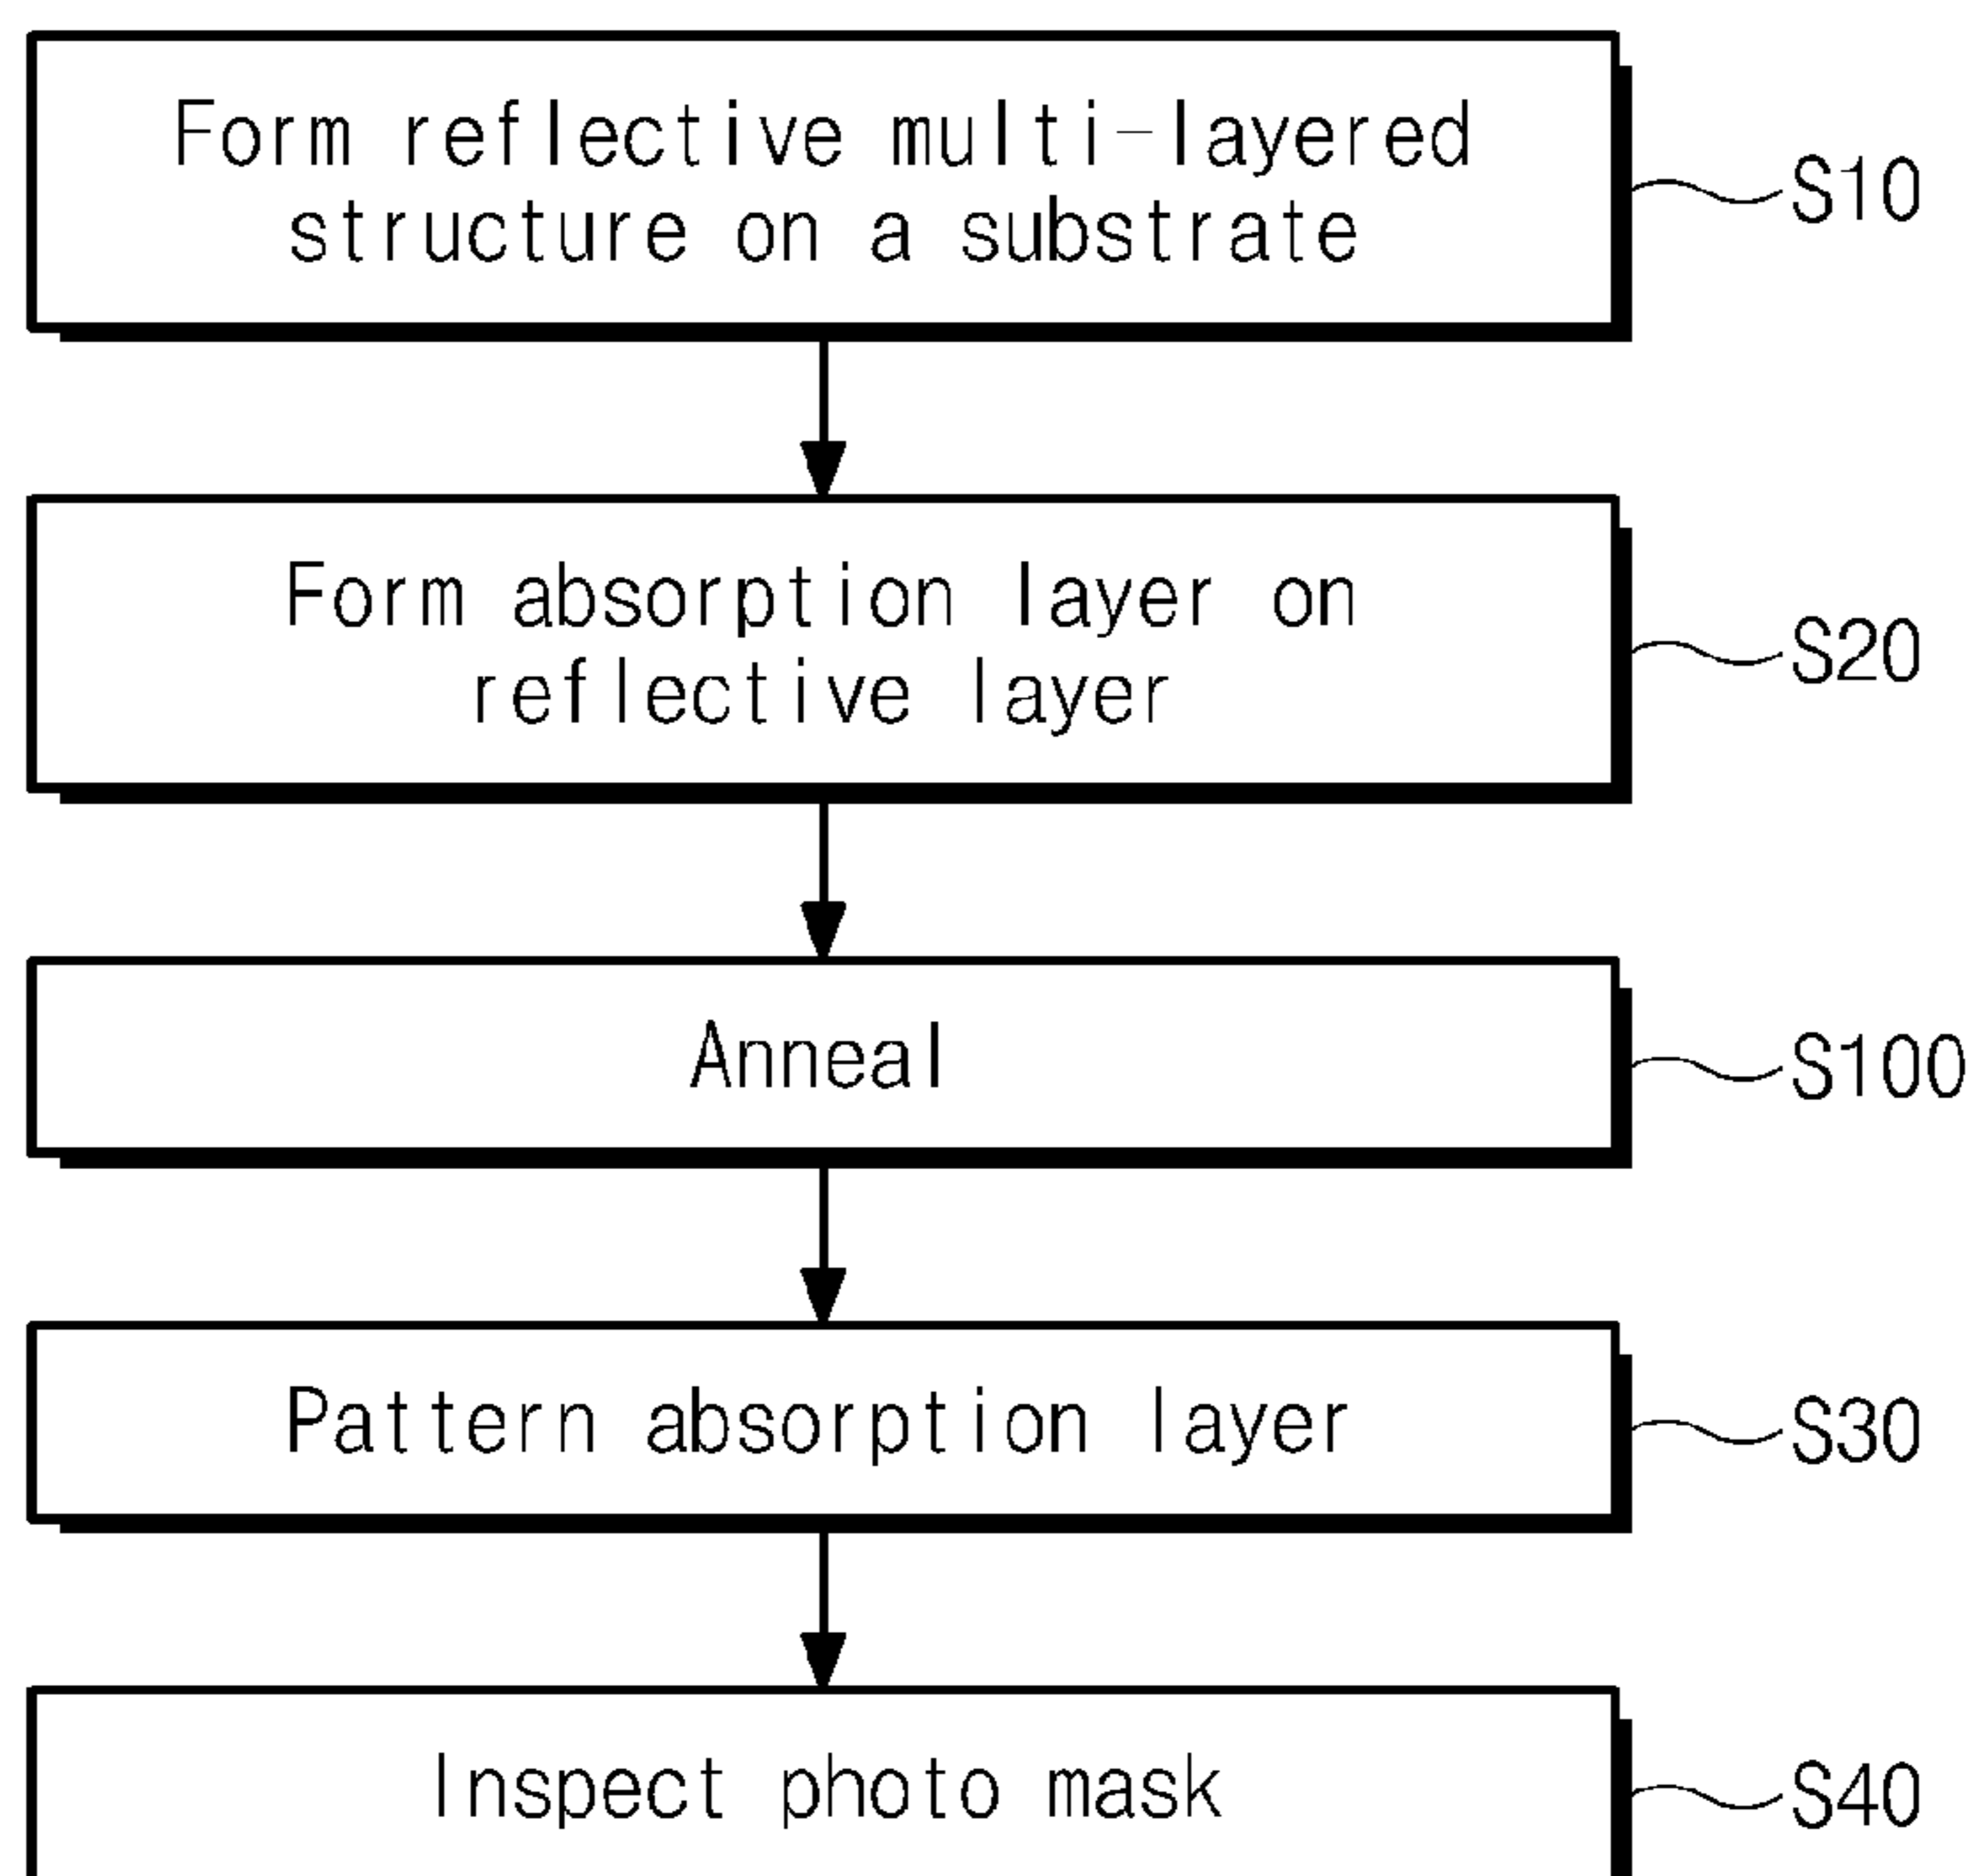 Form reflective multi-layered
structure on a substrate
S10
Form absorption layer on
reflective layer
S20
Anneal
S100
Pattern absorption layer
S30
Inspect photo mask
S40